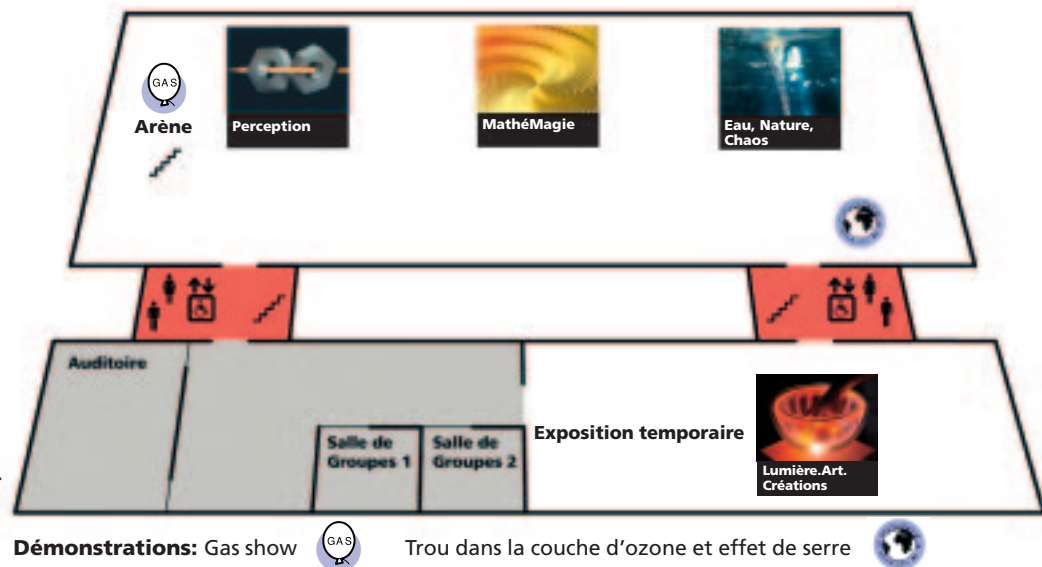 GAS
Arène
Perception
MathéMagie
Eau, Nature,
Chaos
Auditoire
Salle de
Groupes 1
Salle de
Groupes 2
Exposition temporaire
Lumière.Art.
Créations
Démonstrations: Gas show
GAS
Trou dans la couche d’ozone et effet de serre